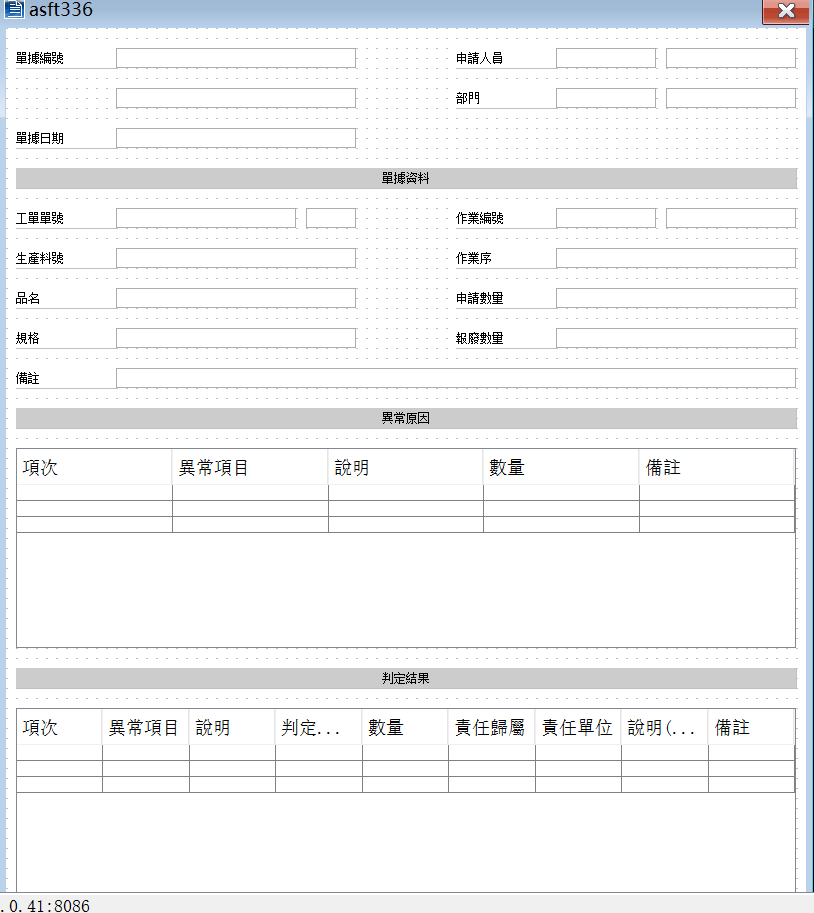 asft336
單據編號 申請人員
部門
單據日期
單據資料
工單單號 作業編號
生產料號 作業序
品名 申請數量
規格 報廢數量
備註
異常原因
項次 異常項目 說明 數量 備註
判定結果
項次 異常項目 說明 判定... 數量 責任歸屬 責任單位 說明(... 備註
.0.41:8086